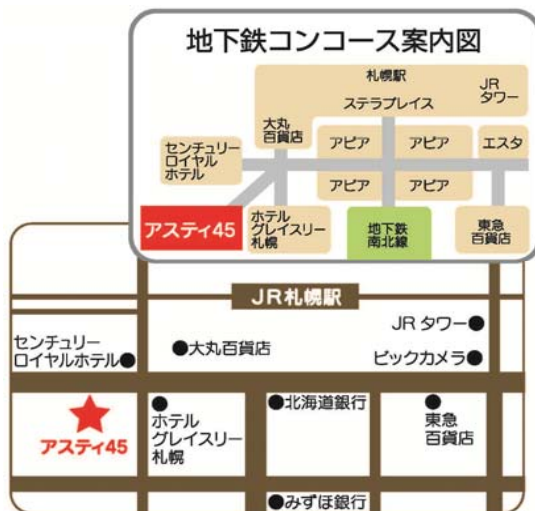 地下鉄コンコース案内図
札幌駅
JR
タワー
ステラプレイス
大丸
百貨店
センチュリー
ロイヤル
ホテル
アピア
アピア
エスタ
アピア
アピア
アスティ45
ホテル
グレイスリー
札幌
地下鉄
南北線
東急
百貨店
JR札幌駅
JRタワー●
センチュリー
ロイヤルホテル●
●大丸百貨店
ビックカメラ●
アスティ45
●
ホテル
グレイスリー
札幌
●北海道銀行
●
東急
百貨店
●みずほ銀行